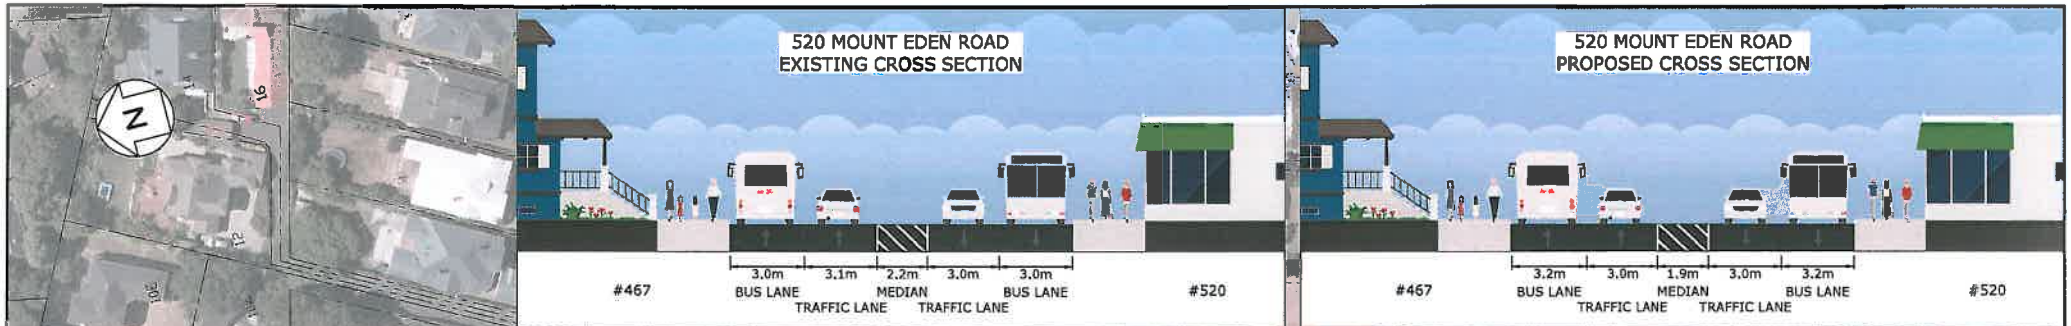 16
14
N
12
10E
520 MOUNT EDEN ROAD
EXISTING CROSS SECTION
3.0m 3.1m 2.2m 3.0m 3.0m
#467 BUS LANE MEDIAN BUS LANE #520
TRAFFIC LANE TRAFFIC LANE
520 MOUNT EDEN ROAD
PROPOSED CROSS SECTION
3.2m 3.0m 1.9m 3.0m 3.2m
#467 BUS LANE MEDIAN BUS LANE #520
TRAFFIC LANE TRAFFIC LANE